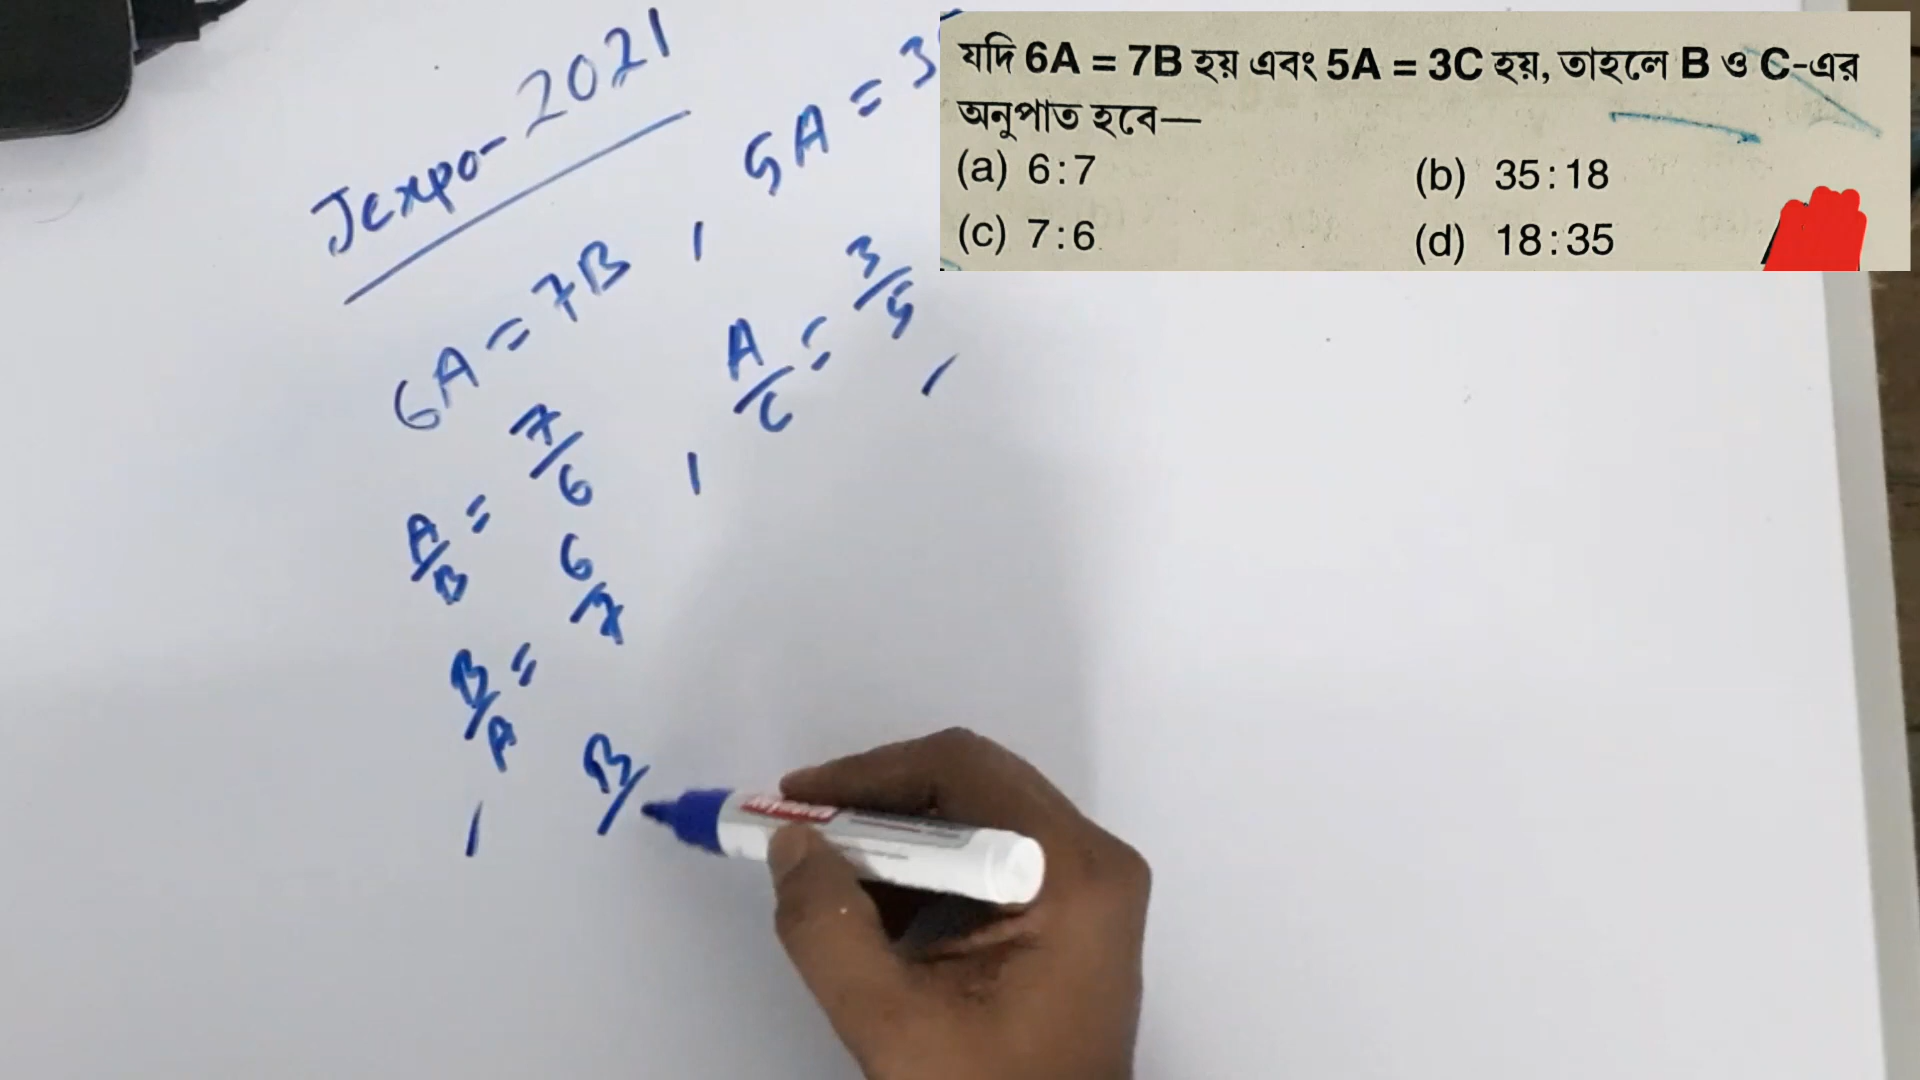 Jexpo-2021
6A = 7B , 5A = 3
A/B = 7/6 , A/C = 3/5 ,
B/A = 6/7
, B/
যদি 6A = 7B হয় এবং 5A = 3C হয়, তাহলে B ও C-এর
অনুপাত হবে—
(a) 6:7 (b) 35:18
(c) 7:6 (d) 18:35